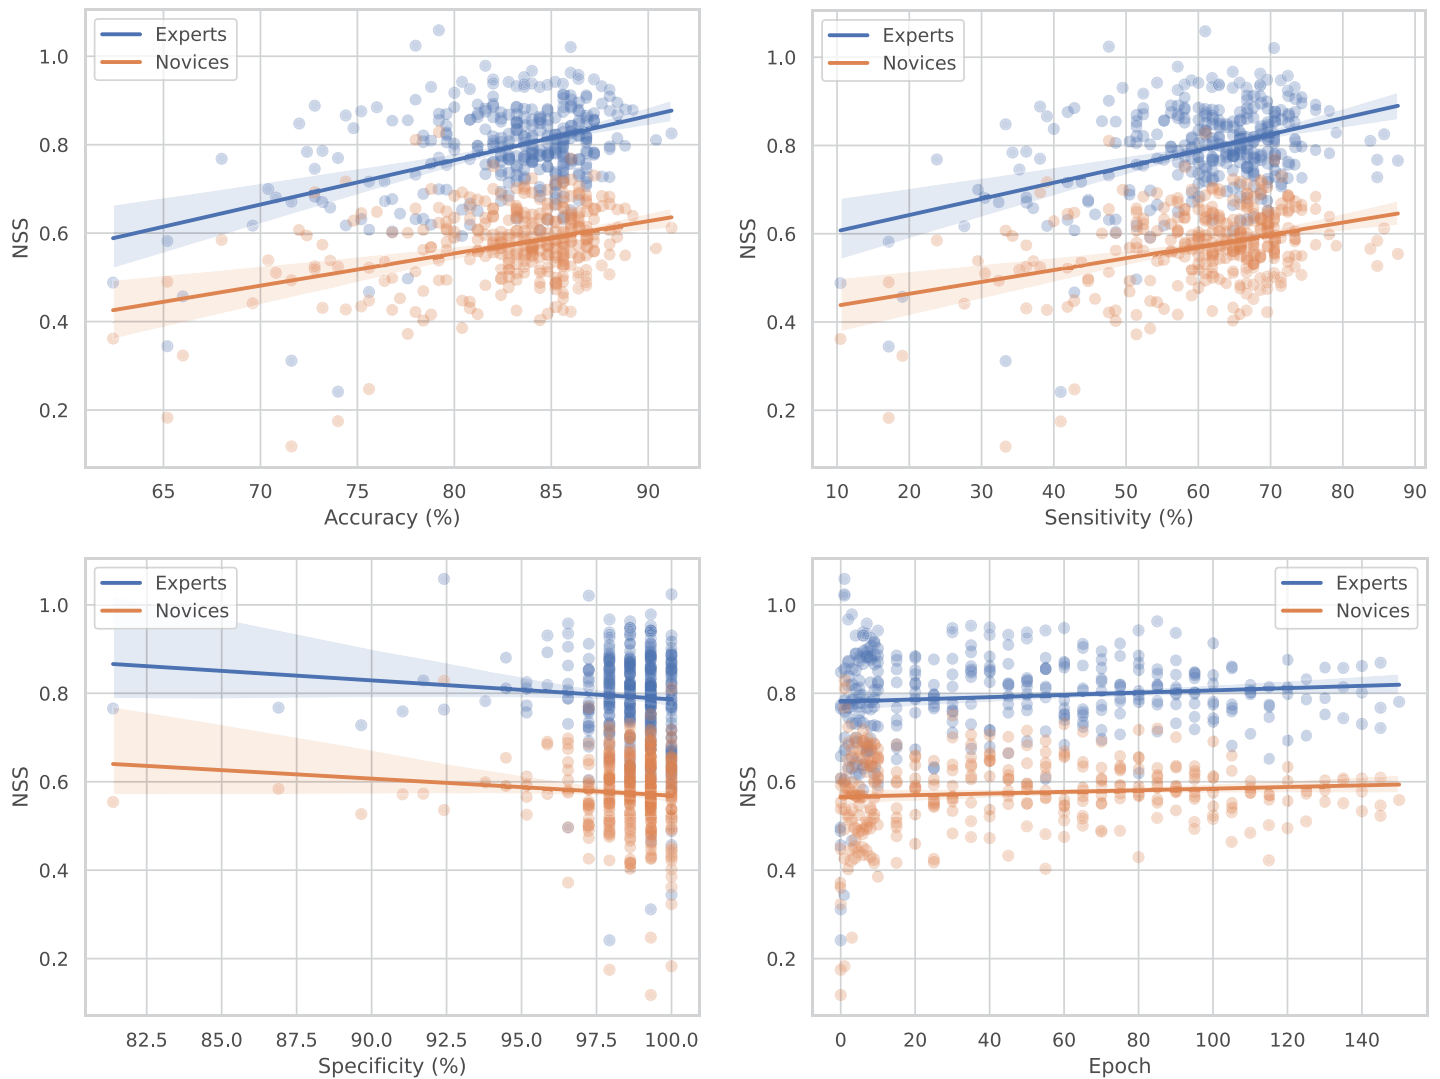 Experts
Novices
NSS
1.0
0.8
0.6
0.4
0.2
65 70 75 80 85 90
Accuracy (%)
Experts
Novices
NSS
1.0
0.8
0.6
0.4
0.2
10 20 30 40 50 60 70 80 90
Sensitivity (%)
Experts
Novices
NSS
1.0
0.8
0.6
0.4
0.2
82.5 85.0 87.5 90.0 92.5 95.0 97.5 100.0
Specificity (%)
Experts
Novices
NSS
1.0
0.8
0.6
0.4
0.2
0 20 40 60 80 100 120 140
Epoch